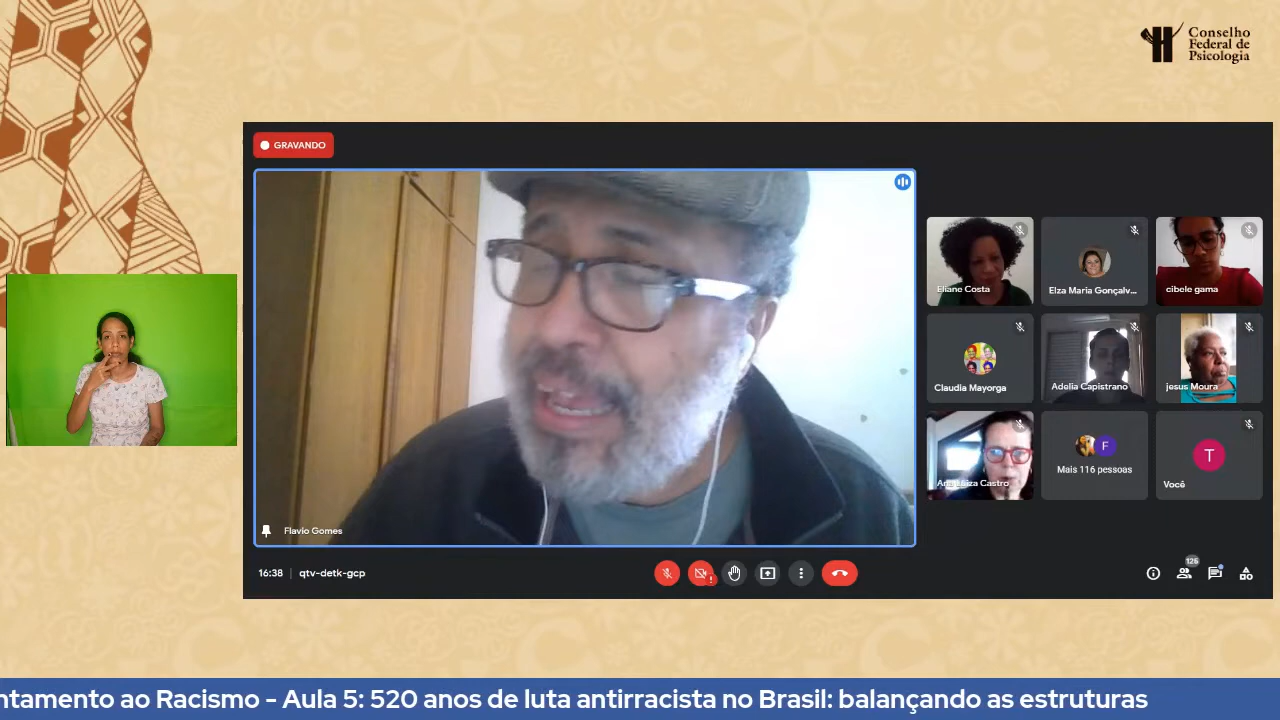 Conselho
Federal de
Psicologia
GRAVANDO
Eliane Costa
Elza Maria Gonçalv...
cibele gama
Claudia Mayorga
Adelia Capistrano
jesus Moura
Castro
F
Mais 116 pessoas
T
Você
Flavio Gomes
16:38 | qtv-detk-gcp
126
ntamento ao Racismo - Aula 5: 520 anos de luta antirracista no Brasil: balançando as estruturas